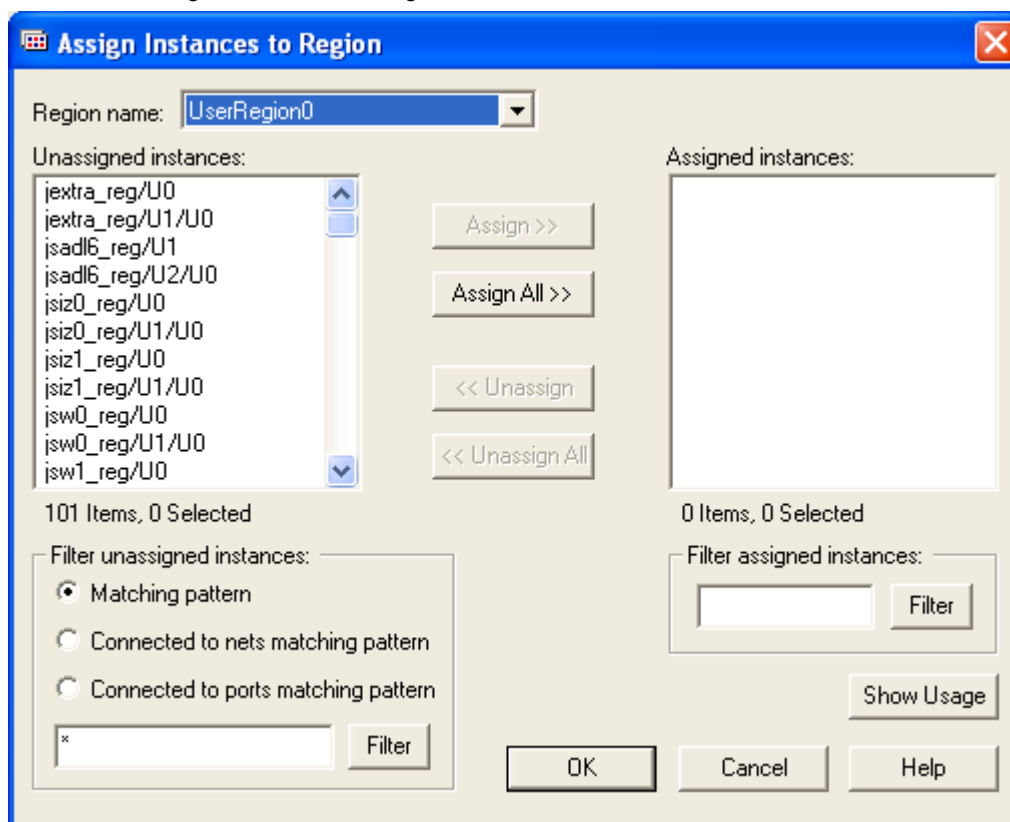 Assign Instances to Region
Region name: UserRegion0
Unassigned instances:
Assigned instances:
jextra_reg/U0
jextra_reg/U1/U0
jsadl6_reg/U1
jsadl6_reg/U2/U0
jsiz0_reg/U0
jsiz0_reg/U1/U0
jsiz1_reg/U0
jsiz1_reg/U1/U0
jsw0_reg/U0
jsw0_reg/U1/U0
jsw1_reg/U0
Assign >>
Assign All >>
<< Unassign
<< Unassign All
101 Items, 0 Selected
0 Items, 0 Selected
Filter unassigned instances:
Matching pattern
Connected to nets matching pattern
Connected to ports matching pattern
* Filter
Filter assigned instances:
Filter
Show Usage
OK Cancel Help